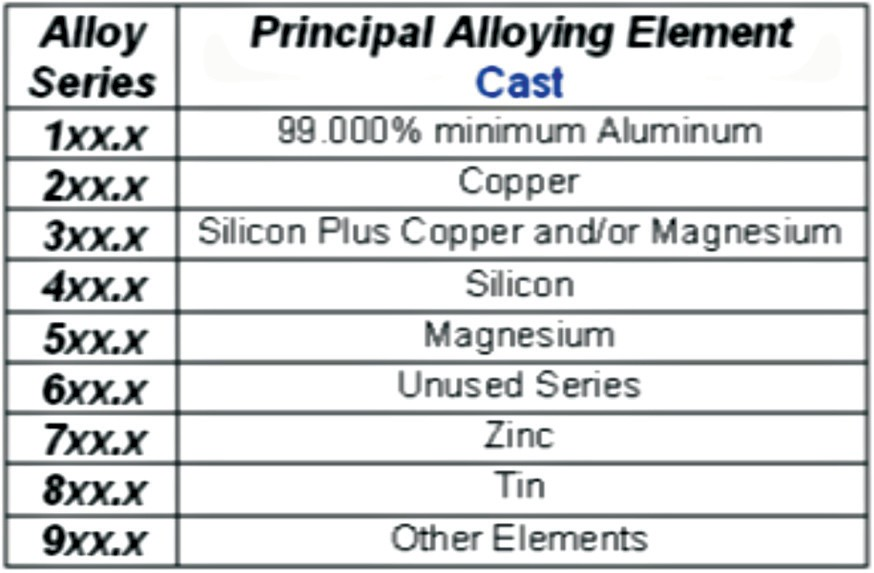 Alloy Series
Principal Alloying Element
Cast
1xx.x 99.000% minimum Aluminum
2xx.x Copper
3xx.x Silicon Plus Copper and/or Magnesium
4xx.x Silicon
5xx.x Magnesium
6xx.x Unused Series
7xx.x Zinc
8xx.x Tin
9xx.x Other Elements